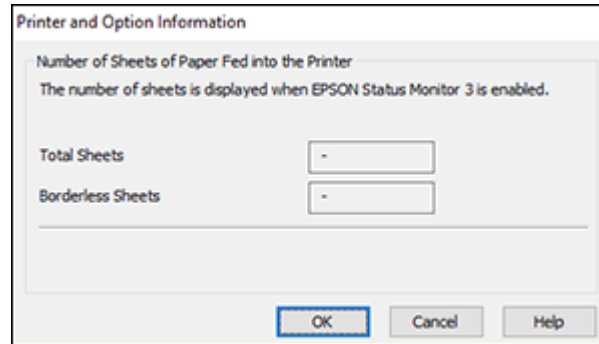 Printer and Option Information
Number of Sheets of Paper Fed into the Printer
The number of sheets is displayed when EPSON Status Monitor 3 is enabled.
Total Sheets -
Borderless Sheets -
OK Cancel Help